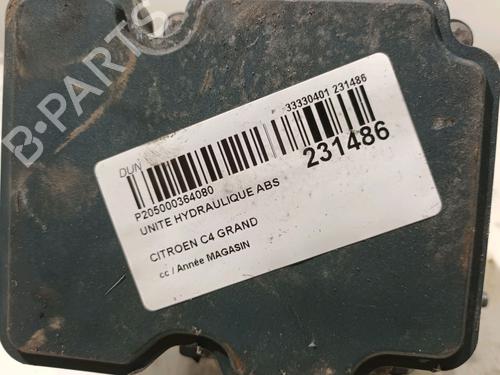 B-PARTS
33330401 231486
DUN
231486
P205000364080
UNITE HYDRAULIQUE ABS
CITROEN C4 GRAND
cc / Année MAGASIN